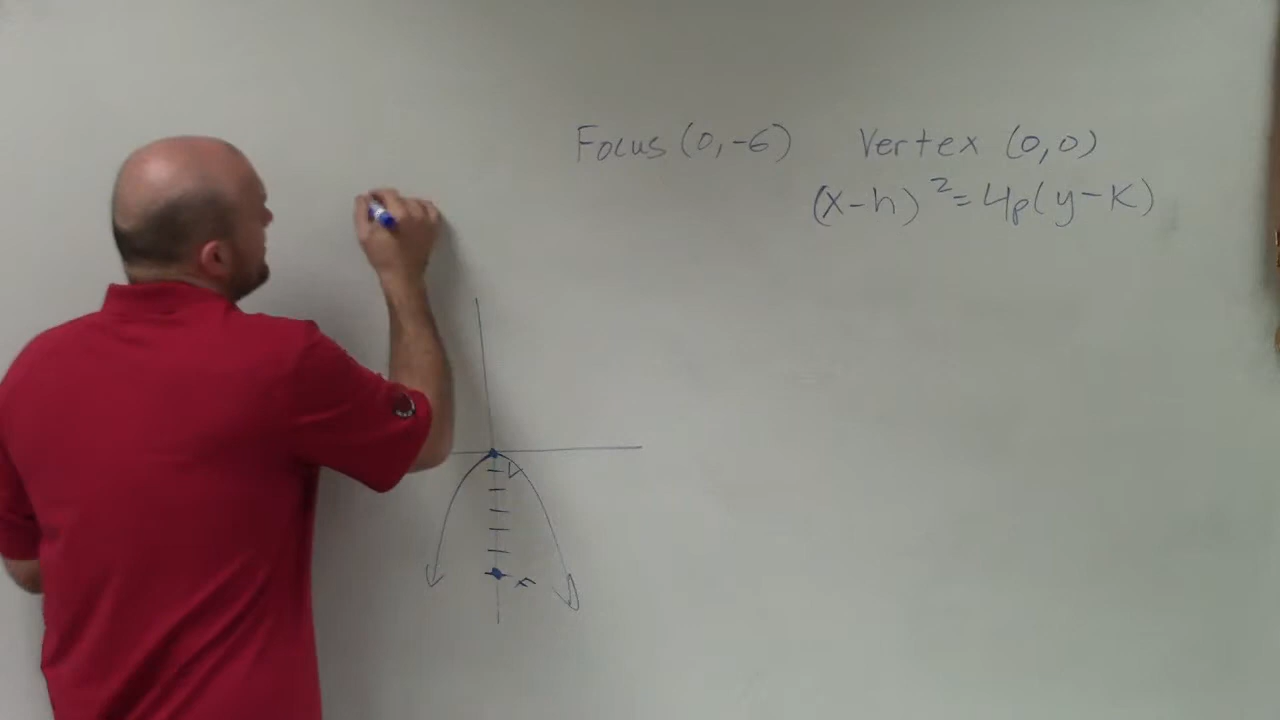 Focus (0,-6) Vertex (0,0)
(x-h)²=4p(y-k)
V
F